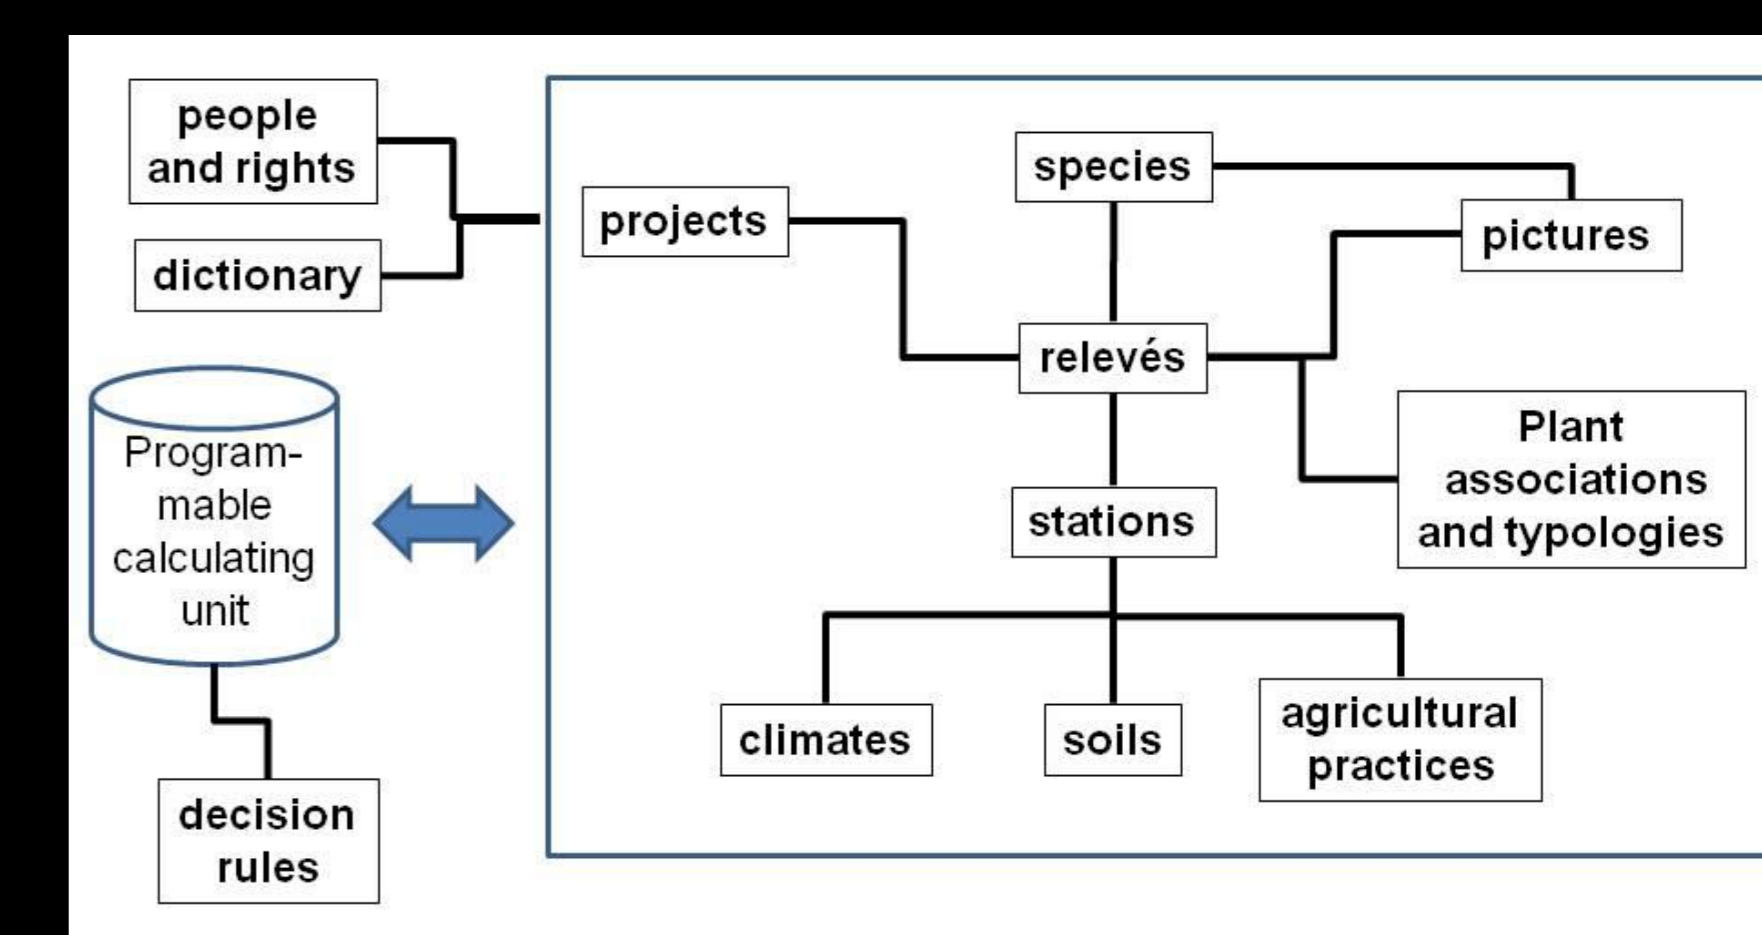 people
and rights
dictionary
projects
species
pictures
relevés
Plant
associations
and typologies
stations
climates
soils
agricultural
practices
Program-
mable
calculating
unit
decision
rules